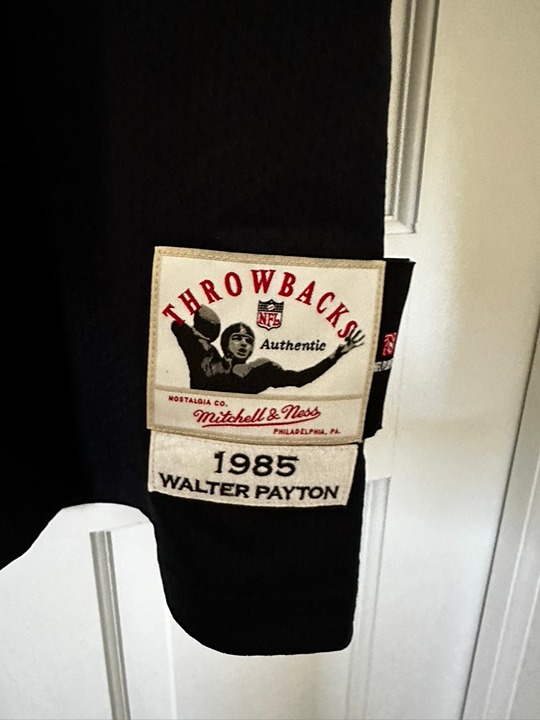 THROWBACKS
NFL
Authentic
NOSTALGIA CO.
Mitchell & Ness
PHILADELPHIA, PA.
1985
WALTER PAYTON